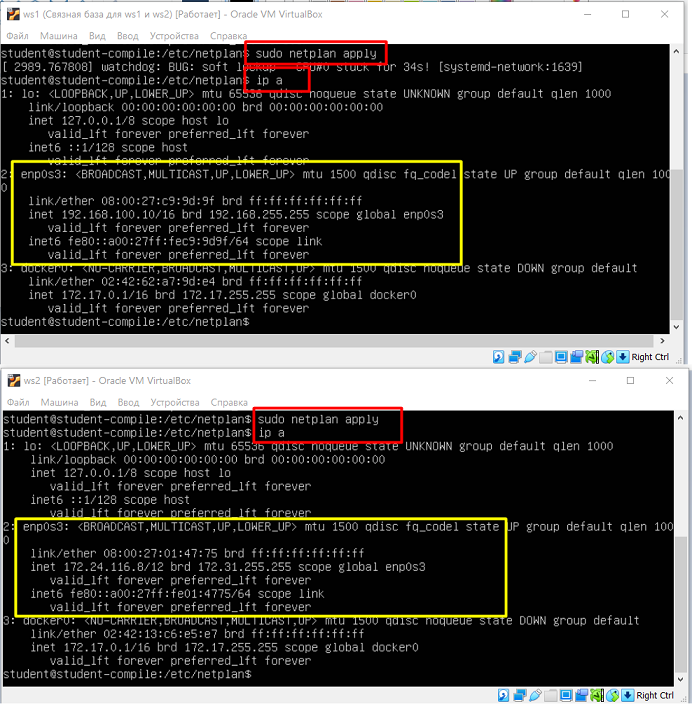 ws1 (Связная база для ws1 и ws2) [Работает] - Oracle VM VirtualBox
Файл Машина Вид Ввод Устройства Справка
student@student-compile:/etc/netplan$ sudo netplan apply
[ 2989.767808] watchdog: BUG: soft lockup - CPU#0 stuck for 34s! [systemd-network:1639]
student@student-compile:/etc/netplan$ ip a
1: lo: <LOOPBACK,UP,LOWER_UP> mtu 65536 qdisc noqueue state UNKNOWN group default qlen 1000
link/loopback 00:00:00:00:00:00 brd 00:00:00:00:00:00
inet 127.0.0.1/8 scope host lo
valid_lft forever preferred_lft forever
inet6 ::1/128 scope host
valid_lft forever preferred_lft forever
2: enp0s3: <BROADCAST,MULTICAST,UP,LOWER_UP> mtu 1500 qdisc fq_codel state UP group default qlen 100
0
link/ether 08:00:27:c9:9d:9f brd ff:ff:ff:ff:ff:ff
inet 192.168.100.10/16 brd 192.168.255.255 scope global enp0s3
valid_lft forever preferred_lft forever
inet6 fe80::a00:27ff:fec9:9d9f/64 scope link
valid_lft forever preferred_lft forever
3: docker0: <NO-CARRIER,BROADCAST,MULTICAST,UP> mtu 1500 qdisc noqueue state DOWN group default
link/ether 02:42:62:a7:9d:e4 brd ff:ff:ff:ff:ff:ff
inet 172.17.0.1/16 brd 172.17.255.255 scope global docker0
valid_lft forever preferred_lft forever
student@student-compile:/etc/netplan$
Right Ctrl
ws2 [Работает] - Oracle VM VirtualBox
Файл Машина Вид Ввод Устройства Справка
student@student-compile:/etc/netplan$ sudo netplan apply
student@student-compile:/etc/netplan$ ip a
1: lo: <LOOPBACK,UP,LOWER_UP> mtu 65536 qdisc noqueue state UNKNOWN group default qlen 1000
link/loopback 00:00:00:00:00:00 brd 00:00:00:00:00:00
inet 127.0.0.1/8 scope host lo
valid_lft forever preferred_lft forever
inet6 ::1/128 scope host
valid_lft forever preferred_lft forever
2: enp0s3: <BROADCAST,MULTICAST,UP,LOWER_UP> mtu 1500 qdisc fq_codel state UP group default qlen 100
0
link/ether 08:00:27:01:47:75 brd ff:ff:ff:ff:ff:ff
inet 172.24.116.8/12 brd 172.31.255.255 scope global enp0s3
valid_lft forever preferred_lft forever
inet6 fe80::a00:27ff:fe01:4775/64 scope link
valid_lft forever preferred_lft forever
3: docker0: <NO-CARRIER,BROADCAST,MULTICAST,UP> mtu 1500 qdisc noqueue state DOWN group default
link/ether 02:42:13:c6:e5:e7 brd ff:ff:ff:ff:ff:ff
inet 172.17.0.1/16 brd 172.17.255.255 scope global docker0
valid_lft forever preferred_lft forever
student@student-compile:/etc/netplan$
Right Ctrl